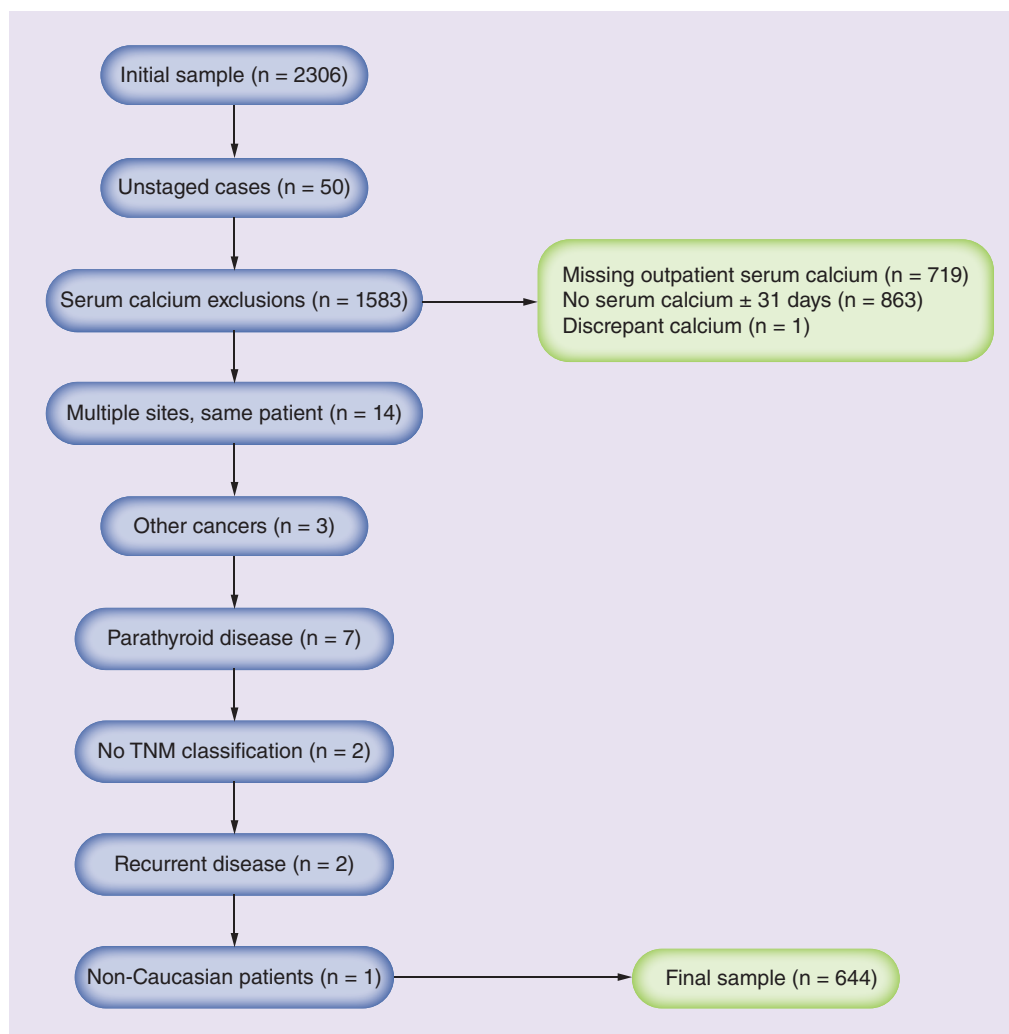 Initial sample (n = 2306)
Unstaged cases (n = 50)
Serum calcium exclusions (n = 1583)
Missing outpatient serum calcium (n = 719)
No serum calcium ± 31 days (n = 863)
Discrepant calcium (n = 1)
Multiple sites, same patient (n = 14)
Other cancers (n = 3)
Parathyroid disease (n = 7)
No TNM classification (n = 2)
Recurrent disease (n = 2)
Non-Caucasian patients (n = 1)
Final sample (n = 644)